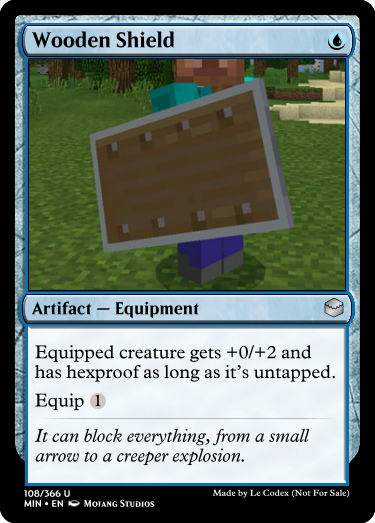 Wooden Shield
Artifact — Equipment
Equipped creature gets +0/+2 and
has hexproof as long as it's untapped.
Equip 1
It can block everything, from a small
arrow to a creeper explosion.
108/366 U
MIN • EN Mojang Studios
Made by Le Codex (Not For Sale)